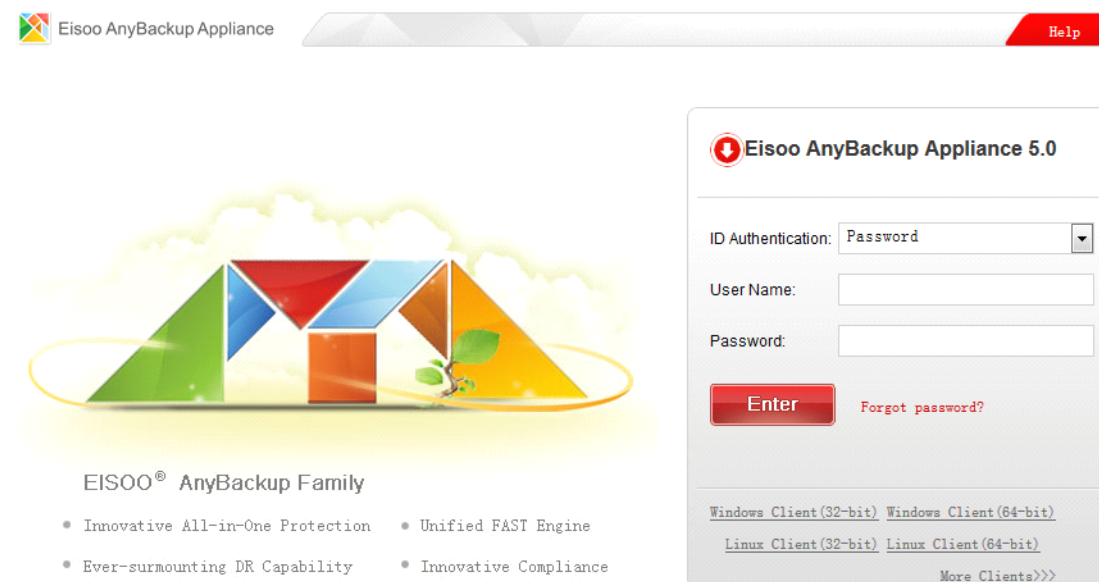 Eisoo AnyBackup Appliance
Help
Eisoo AnyBackup Appliance 5.0
ID Authentication: Password
User Name:
Password:
Enter Forgot password?
EISOO® AnyBackup Family
Innovative All-in-One Protection
Unified FAST Engine
Ever-surmounting DR Capability
Innovative Compliance
Windows Client(32-bit) Windows Client(64-bit)
Linux Client(32-bit) Linux Client(64-bit)
More Clients>>>